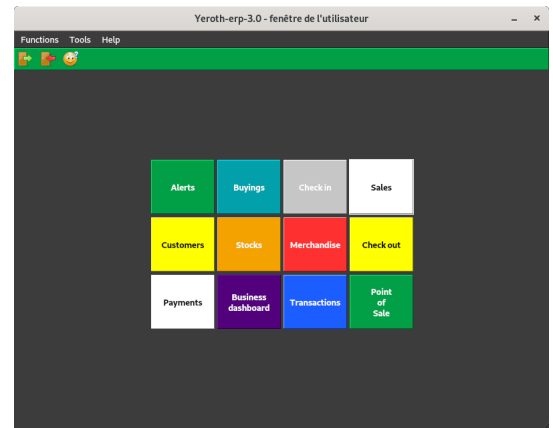 Yeroth-erp-3.0 - fenêtre de l'utilisateur
Functions Tools Help
Alerts Buyings Check in Sales
Customers Stocks Merchandise Check out
Payments
Business
dashboard
Transactions
Point
of
Sale